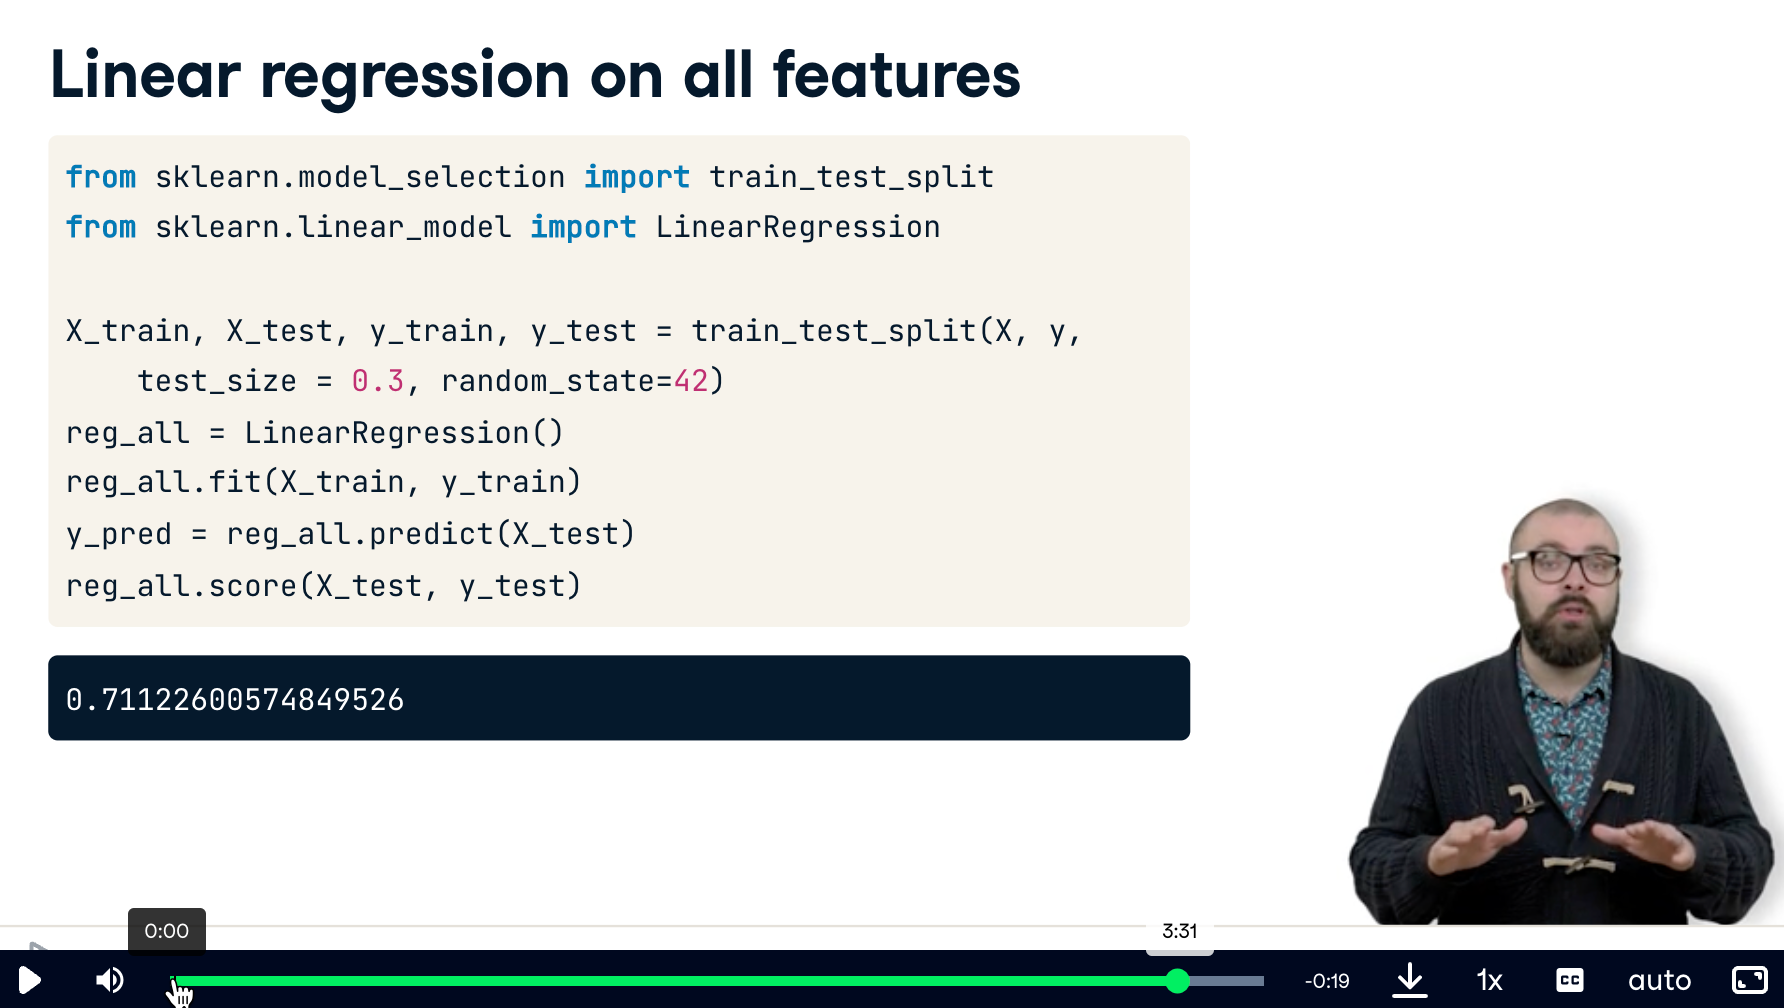 Linear regression on all features
from sklearn.model_selection import train_test_split
from sklearn.linear_model import LinearRegression
X_train, X_test, y_train, y_test = train_test_split(X, y,
    test_size = 0.3, random_state=42)
reg_all = LinearRegression()
reg_all.fit(X_train, y_train)
y_pred = reg_all.predict(X_test)
reg_all.score(X_test, y_test)
0.71122600574849526
0:00
3:31
-0:19
1x
CC
auto